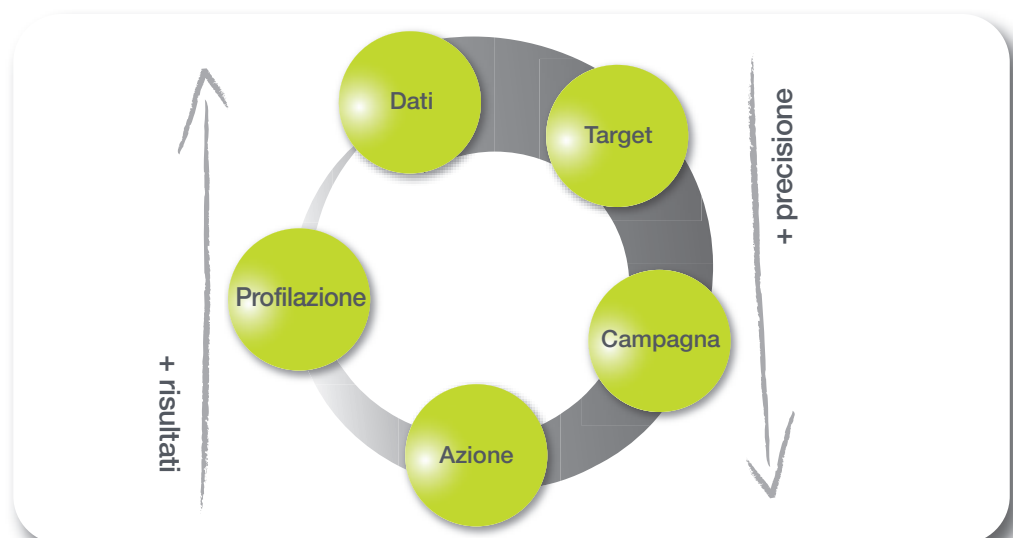 Dati
Target
+ precisione
Profilazione
Campagna
+ risultati
Azione